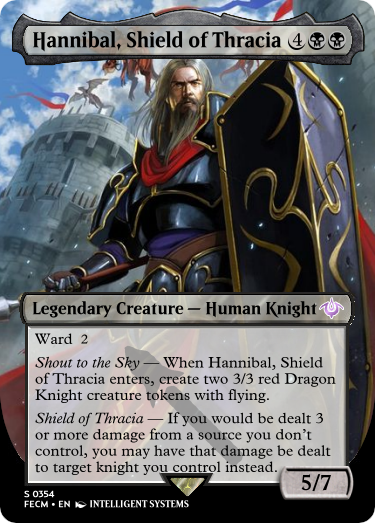 Hannibal, Shield of Thracia 4
Legendary Creature — Human Knight
Ward 2
Shout to the Sky — When Hannibal, Shield
of Thracia enters, create two 3/3 red Dragon
Knight creature tokens with flying.
Shield of Thracia — If you would be dealt 3
or more damage from a source you don't
control, you may have that damage be dealt
to target knight you control instead.
5/7
S 0354
FECM • EN INTELLIGENT SYSTEMS